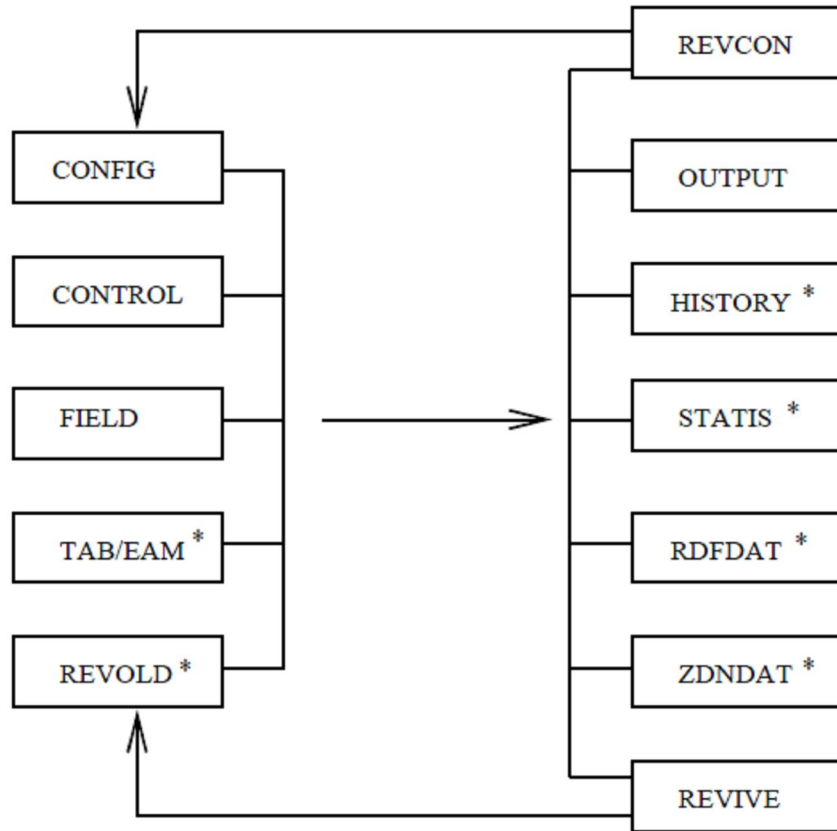 REVCON
CONFIG
OUTPUT
CONTROL
HISTORY *
FIELD
STATIS *
TAB/EAM *
RDFDAT *
REVOLD *
ZDNDAT *
REVIVE